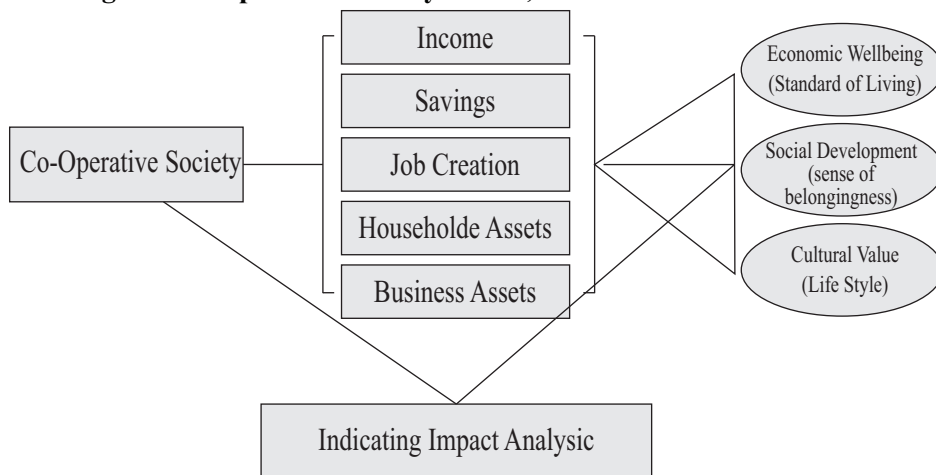 Income
Savings
Co-Operative Society
Job Creation
Householde Assets
Business Assets
Economic Wellbeing
(Standard of Living)
Social Development
(sense of
belongingness)
Cultural Value
(Life Style)
Indicating Impact Analysic